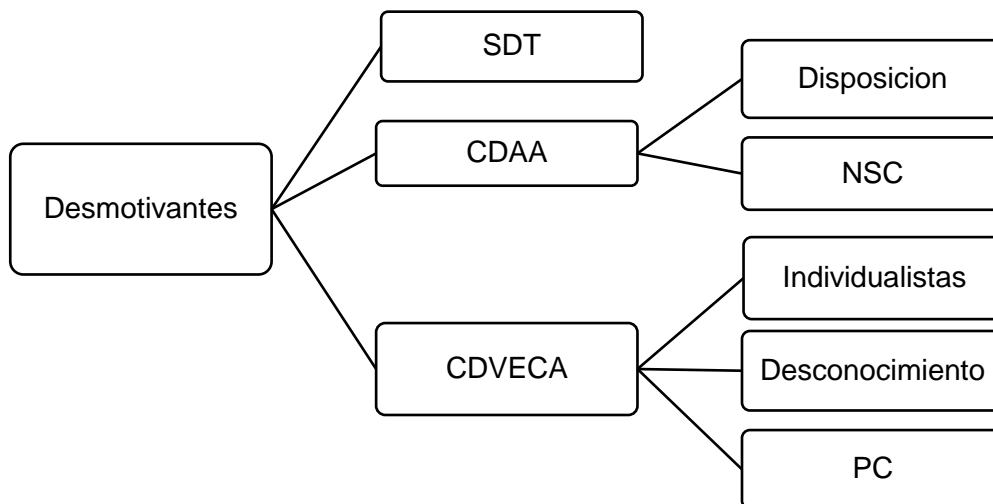 Desmotivantes
SDT
CDAA
Disposicion
NSC
CDVECA
Individualistas
Desconocimiento
PC